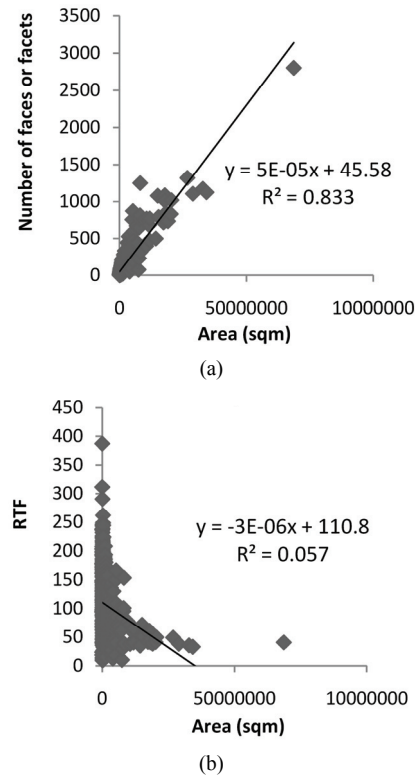 3500
3000
2500
2000
1500
1000
500
0
Number of faces or facets
y = 5E-05x + 45.58
R² = 0.833
0 50000000 10000000
Area (sqm)
(a)
450
400
350
300
250
200
150
100
50
0
RTF
y = -3E-06x + 110.8
R² = 0.057
0 50000000 10000000
Area (sqm)
(b)